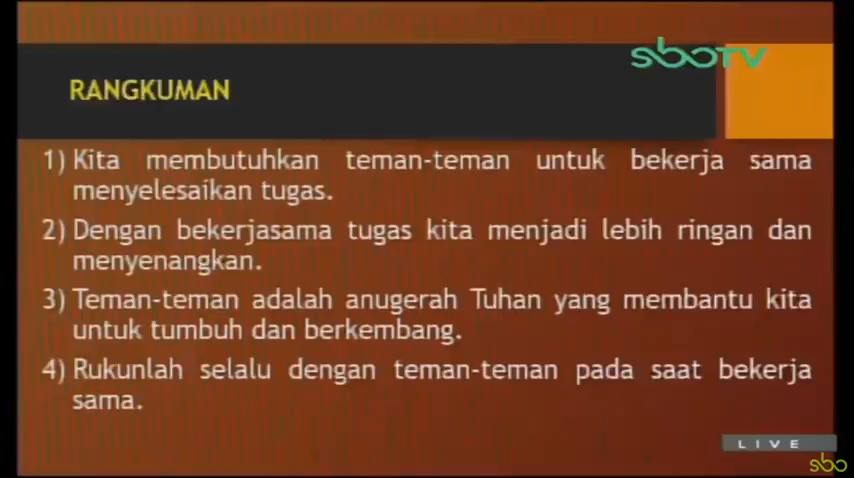 sboTV
RANGKUMAN
1) Kita membutuhkan teman-teman untuk bekerja sama
menyelesaikan tugas.
2) Dengan bekerjasama tugas kita menjadi lebih ringan dan
menyenangkan.
3) Teman-teman adalah anugerah Tuhan yang membantu kita
untuk tumbuh dan berkembang.
4) Rukunlah selalu dengan teman-teman pada saat bekerja
sama.
LIVE
sbo